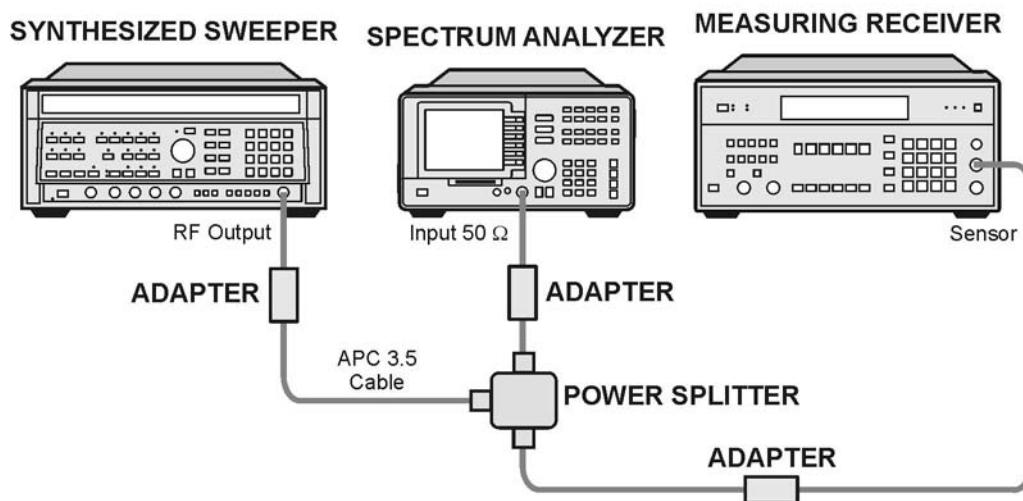 SYNTHESIZED SWEEPER
SPECTRUM ANALYZER
MEASURING RECEIVER
RF Output
Input 50 Ω
Sensor
ADAPTER
ADAPTER
APC 3.5
Cable
POWER SPLITTER
ADAPTER